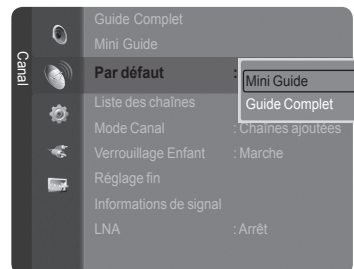 Canal
Guide Complet
Mini Guide
Par défaut :
Mini Guide
Guide Complet
Liste des chaînes
Mode Canal : Chaînes ajoutées
Verrouillage Enfant : Marche
Réglage fin
Informations de signal
LNA : Arrêt